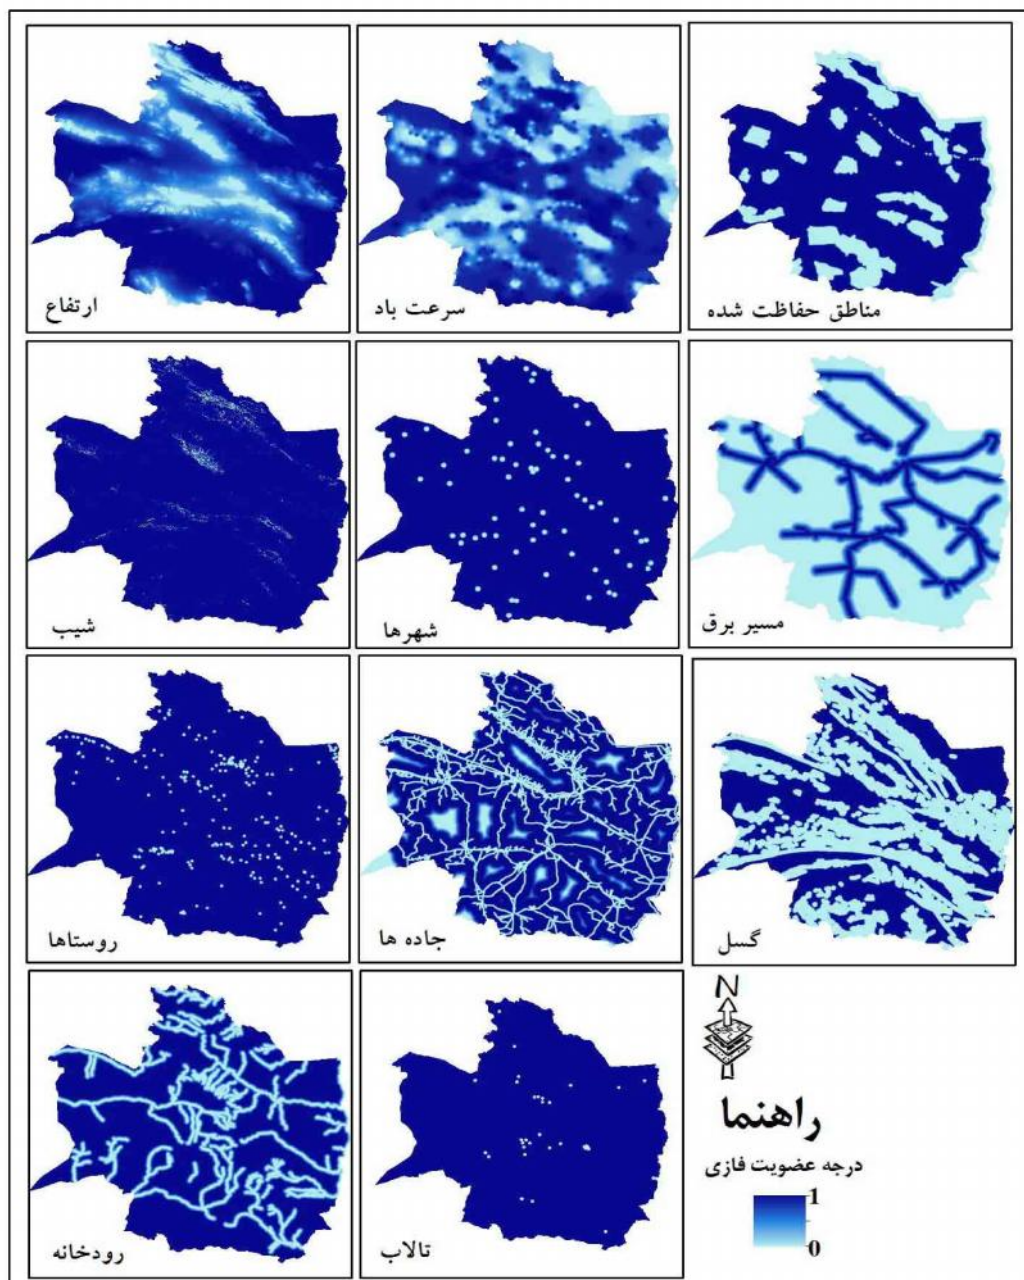 ارتفاع
سرعت باد
مناطق حفاظت شده
شیب
شهرها
مسیر برق
روستاها
جاده ها
گسل
رودخانه
تالاب
N
راهنما
درجه عضویت فازی
1
0